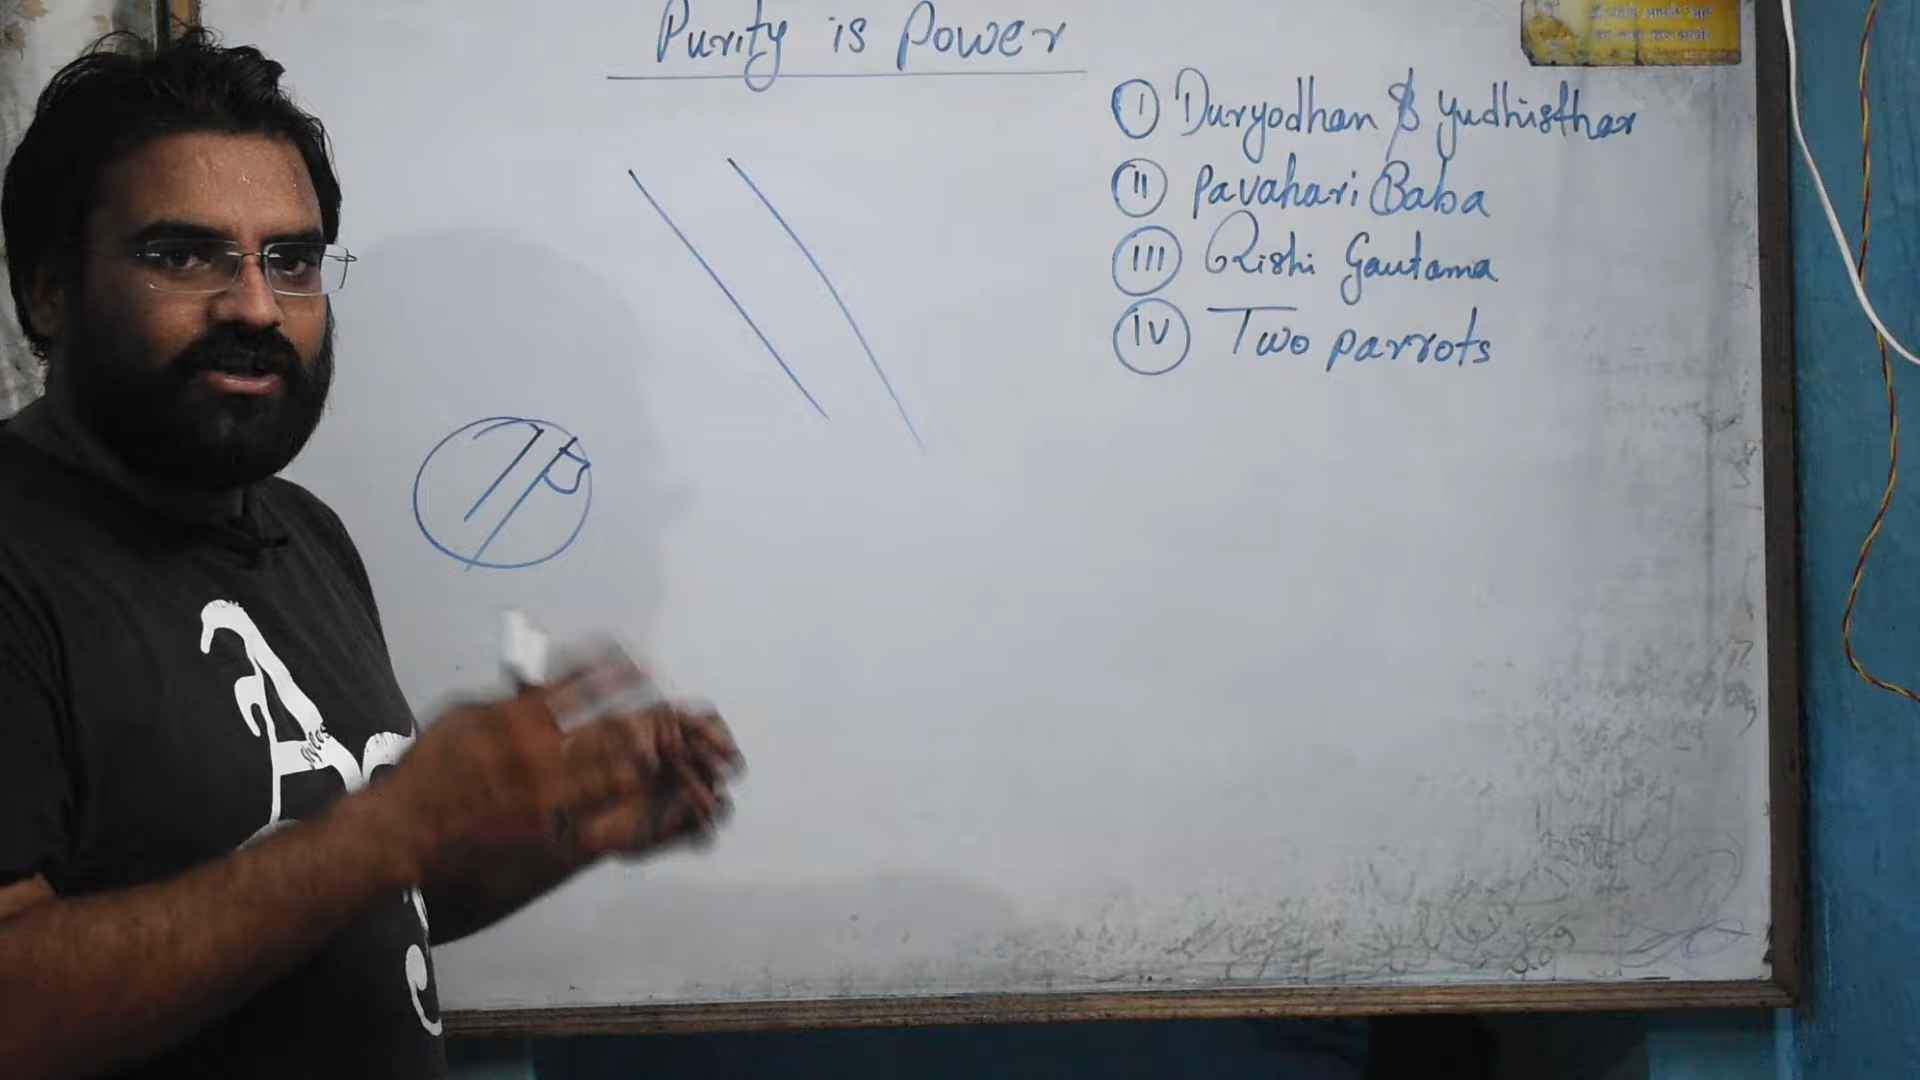 Purity is Power
I Duryodhan & Yudhisthar
II Pavahari Baba
III Rishi Gautama
IV Two parrots